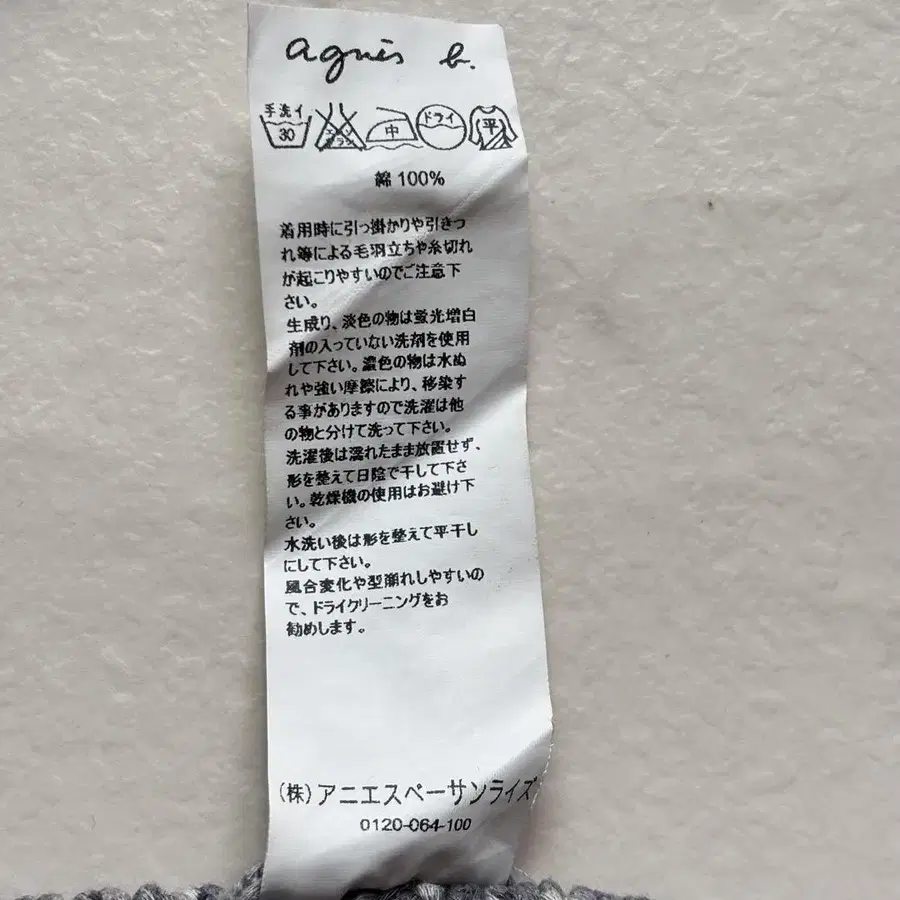 agnès b.
手洗イ
30
エンソ
サラシ
中
ドライ
平
綿 100%
着用時に引っ掛かりや引きつ
れ等による毛羽立ちや糸切れ
が起こりやすいのでご注意下
さい。
生成り、淡色の物は蛍光増白
剤の入っていない洗剤を使用
して下さい。濃色の物は水ぬ
れや強い摩擦により、移染す
る事がありますので洗濯は他
の物と分けて洗って下さい。
洗濯後は濡れたまま放置せず、
形を整えて日陰で干して下さ
い。乾燥機の使用はお避け下
さい。
水洗い後は形を整えて平干し
にして下さい。
風合変化や型崩れしやすいの
で、ドライクリーニングをお
勧めします。
(株)アニエスベーサンライズ
0120-064-100